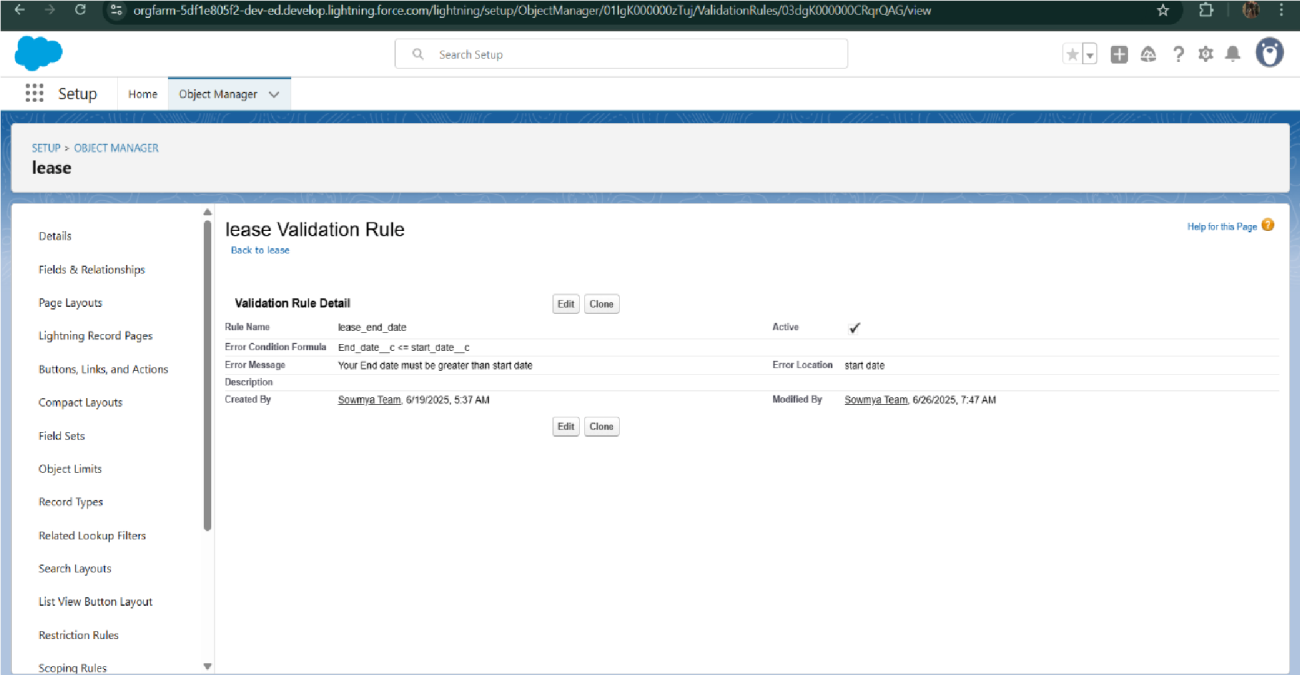 orgfarm-5df1e805f2-dev-ed.develop.lightning.force.com/lightning/setup/ObjectManager/01IgK000000zTuj/ValidationRules/03dgK000000CRqrQAG/view
Search Setup
Setup Home Object Manager
SETUP > OBJECT MANAGER
lease
Details
Fields & Relationships
Page Layouts
Lightning Record Pages
Buttons, Links, and Actions
Compact Layouts
Field Sets
Object Limits
Record Types
Related Lookup Filters
Search Layouts
List View Button Layout
Restriction Rules
Scoping Rules
lease Validation Rule
Help for this Page ?
Back to lease
Validation Rule Detail Edit Clone
Rule Name lease_end_date Active ✓
Error Condition Formula End_date__c <= start_date__c
Error Message Your End date must be greater than start date Error Location start date
Description
Created By Sowmya Team, 6/19/2025, 5:37 AM Modified By Sowmya Team, 6/26/2025, 7:47 AM
Edit Clone